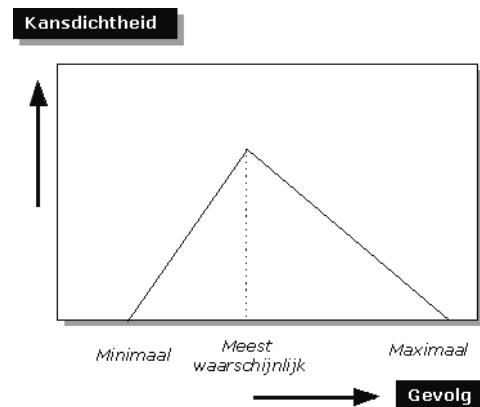 Kansdichtheid
Minimaal
Meest
waarschijnlijk
Maximaal
Gevolg